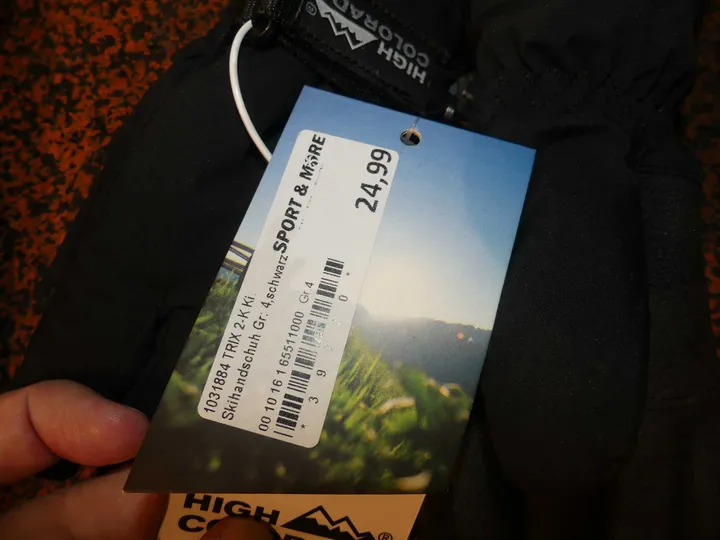 HIGH
COLORADO
®
SPORT & MORE
24,99
1031884 TRIX 2-K Ki.
Skihandschuh Gr: 4,schwarz
00 10 16 1 65511000 Gr.4
HIGH
®